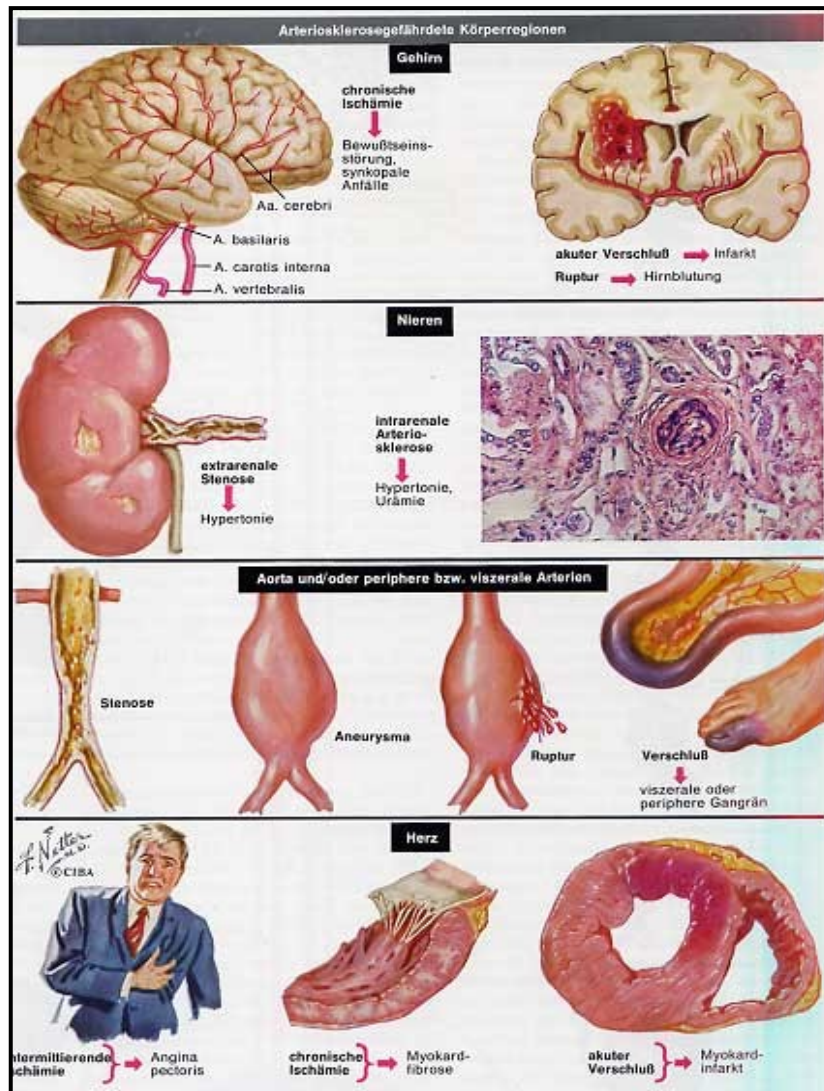 Arteriosklerosegefährdete Körperregionen
Gehirn
chronische
Ischämie
Bewußtseins-
störung,
synkopale
Anfälle
Aa. cerebri
A. basilaris
A. carotis interna
A. vertebralis
akuter Verschluß → Infarkt
Ruptur → Hirnblutung
Nieren
extrarenale
Stenose
Hypertonie
intrarenale
Arterio-
sklerose
Hypertonie,
Urämie
Aorta und/oder periphere bzw. viszerale Arterien
Stenose
Aneurysma
Ruptur
Verschluß
viszerale oder
periphere Gangrän
Herz
F. Netter
M.D.
© CIBA
ntermittierende
schämie
Angina
pectoris
chronische
Ischämie
Myokard-
fibrose
akuter
Verschluß
Myokard-
infarkt